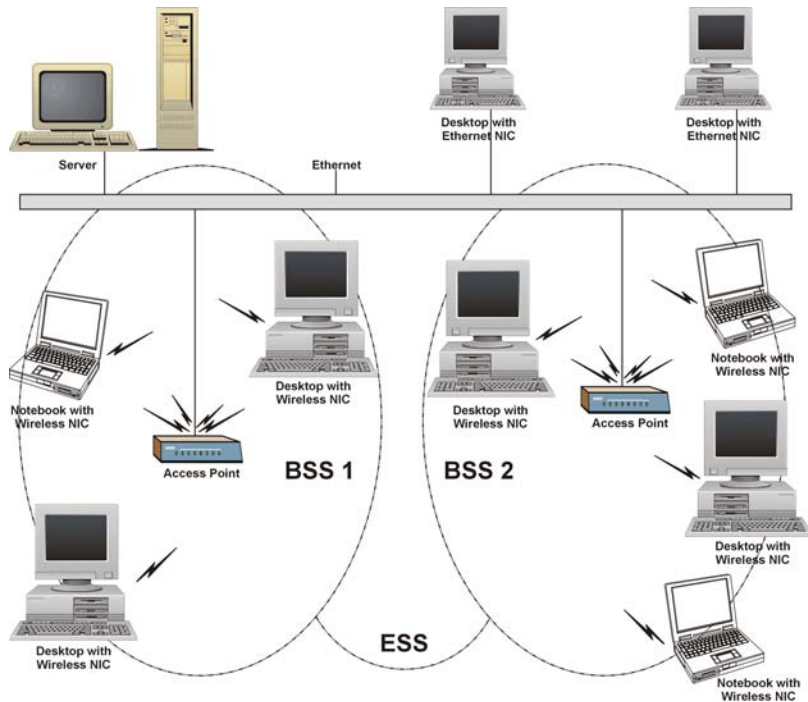 Desktop with
Ethernet NIC
Desktop with
Ethernet NIC
Server
Ethernet
Notebook with
Wireless NIC
Desktop with
Wireless NIC
Access Point
BSS 1
Desktop with
Wireless NIC
Desktop with
Wireless NIC
Access Point
Notebook with
Wireless NIC
BSS 2
Desktop with
Wireless NIC
ESS
Notebook with
Wireless NIC